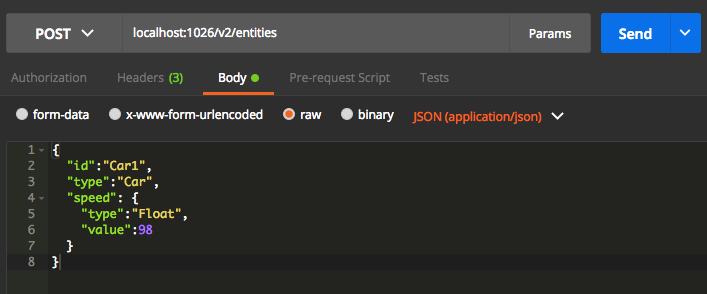 POST localhost:1026/v2/entities Params Send
Authorization Headers (3) Body Pre-request Script Tests
form-data x-www-form-urlencoded raw binary JSON (application/json)
1 {
2 "id":"Car1",
3 "type":"Car",
4 "speed": {
5 "type":"Float",
6 "value":98
7 }
8 }